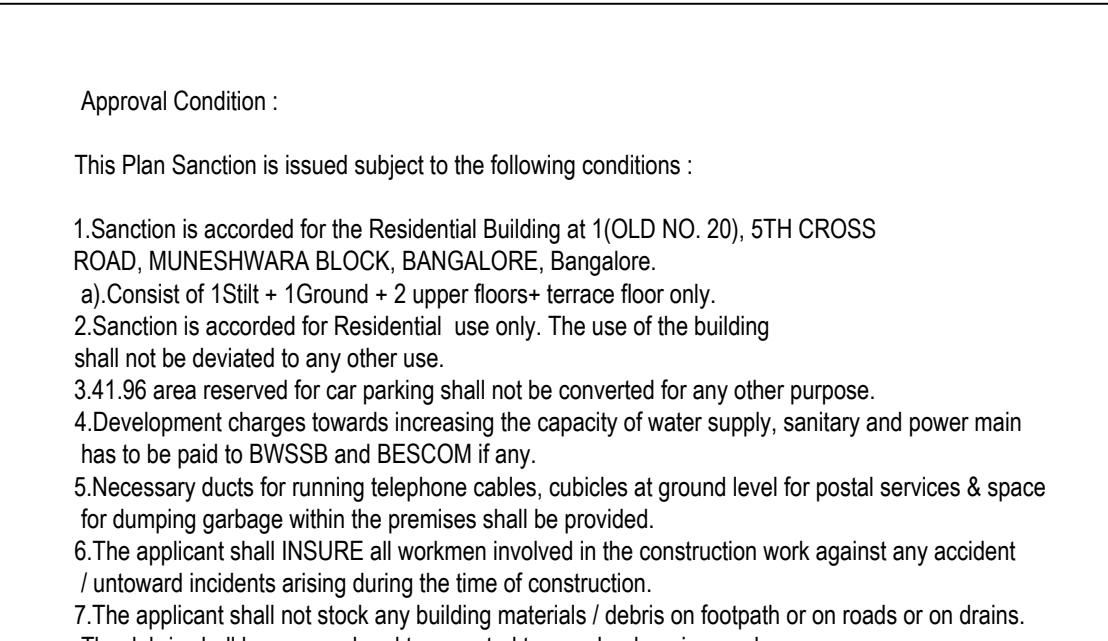 Approval Condition :
This Plan Sanction is issued subject to the following conditions :
1.Sanction is accorded for the Residential Building at 1(OLD NO. 20), 5TH CROSS
ROAD, MUNESHWARA BLOCK, BANGALORE, Bangalore.
a).Consist of 1Stilt + 1Ground + 2 upper floors+ terrace floor only.
2.Sanction is accorded for Residential  use only. The use of the building
shall not be deviated to any other use.
3.41.96 area reserved for car parking shall not be converted for any other purpose.
4.Development charges towards increasing the capacity of water supply, sanitary and power main
has to be paid to BWSSB and BESCOM if any.
5.Necessary ducts for running telephone cables, cubicles at ground level for postal services & space
for dumping garbage within the premises shall be provided.
6.The applicant shall INSURE all workmen involved in the construction work against any accident
/ untoward incidents arising during the time of construction.
7.The applicant shall not stock any building materials / debris on footpath or on roads or on drains.